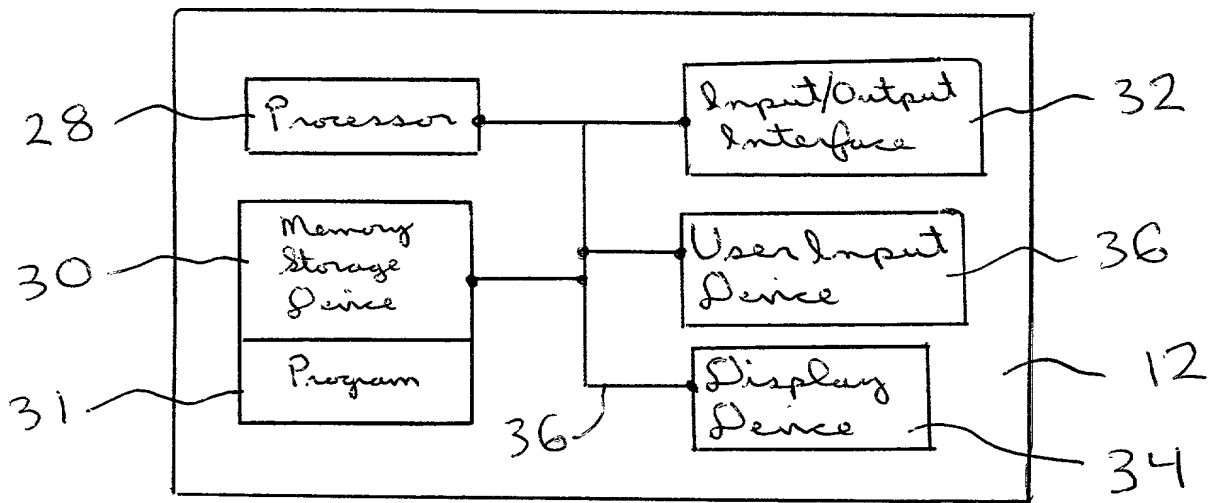 28
Processor
Input/Output
Interface
32
30
Memory
Storage
Device
User Input
Device
36
31
Program
36
Display
Device
12
34